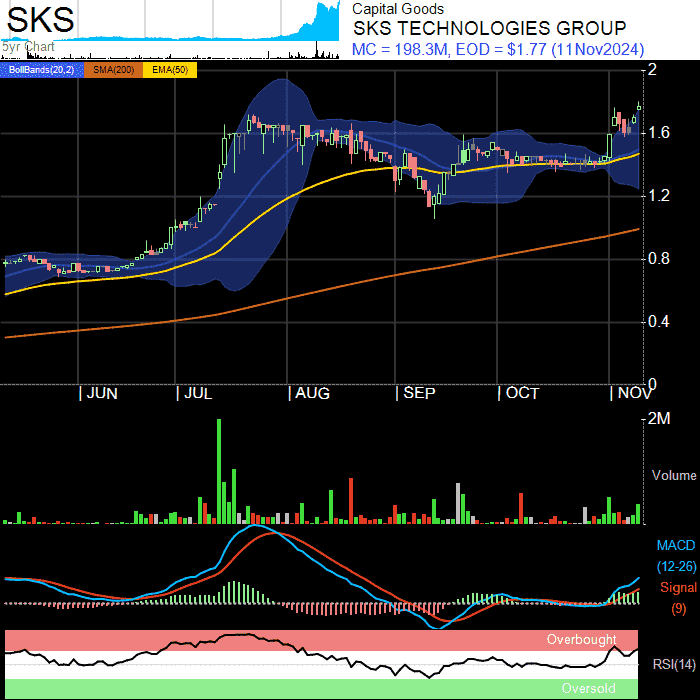 SKS
5yr Chart
Capital Goods
SKS TECHNOLOGIES GROUP
MC = 198.3M, EOD = $1.77 (11Nov2024)
BollBands(20,2) SMA(200) EMA(50)
2
1.6
1.2
0.8
0.4
0
JUN JUL AUG SEP OCT NOV
2M
Volume
MACD
(12-26)
Signal
(9)
Overbought
RSI(14)
Oversold